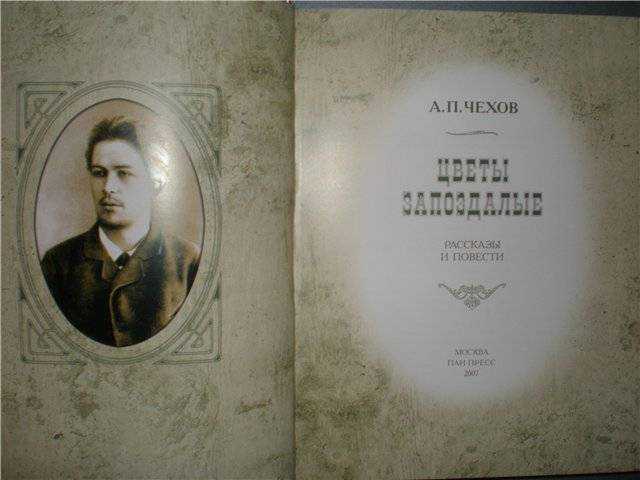 А.П.ЧЕХОВ
ЦВЕТЫ
ЗАПОЗДАЛЫЕ
РАССКАЗЫ
И ПОВЕСТИ
МОСКВА
ПАН ПРЕСС
2007